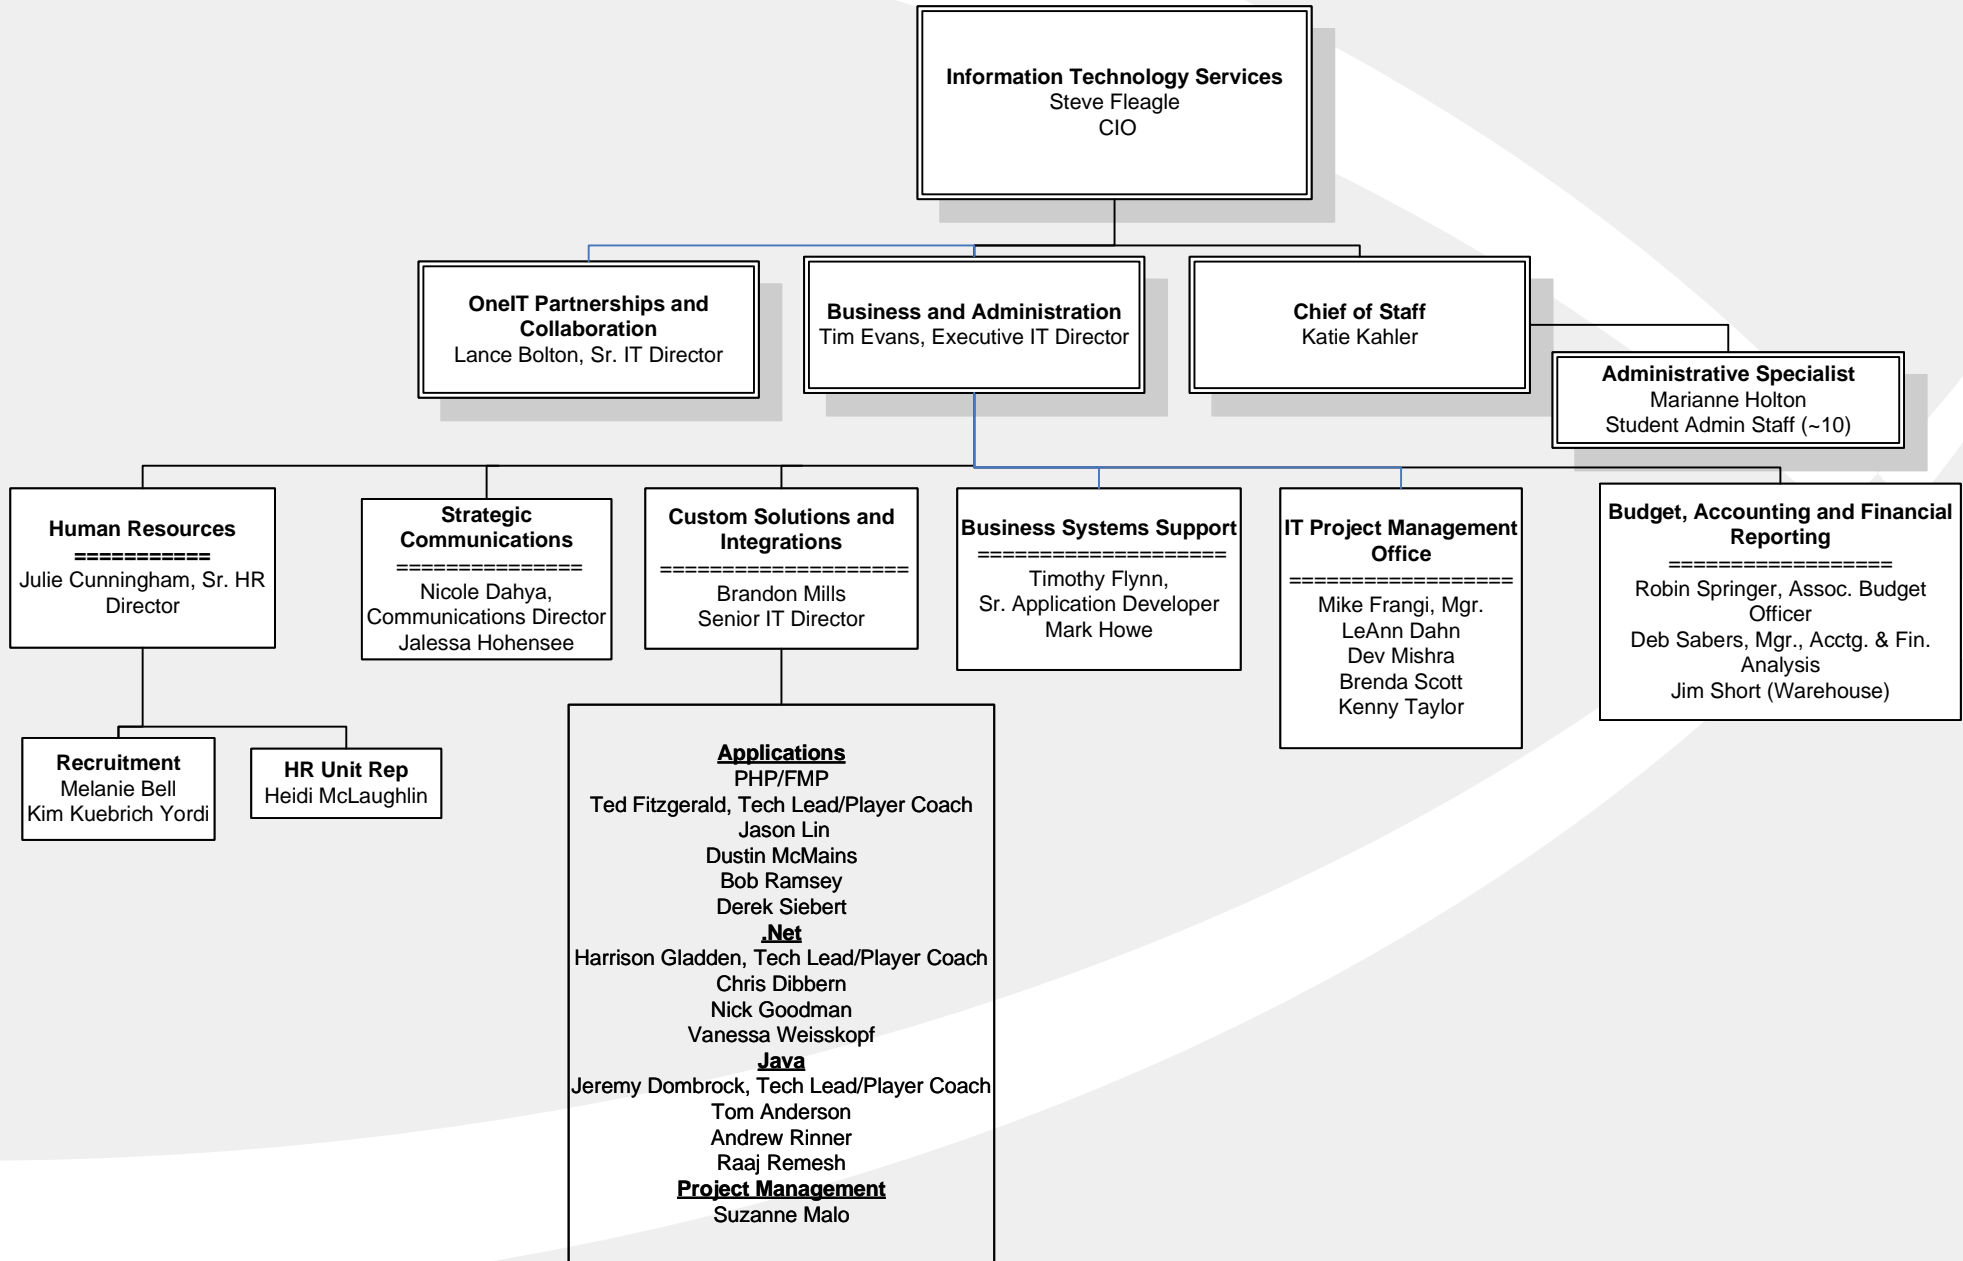 Information Technology Services
Steve Fleagle
CIO
OneIT Partnerships and
Collaboration
Lance Bolton, Sr. IT Director
Business and Administration
Tim Evans, Executive IT Director
Chief of Staff
Katie Kahler
Administrative Specialist
Marianne Holton
Student Admin Staff (~10)
Human Resources
===========
Julie Cunningham, Sr. HR
Director
Strategic
Communications
===============
Nicole Dahya,
Communications Director
Jalessa Hohensee
Custom Solutions and
Integrations
====================
Brandon Mills
Senior IT Director
Business Systems Support
====================
Timothy Flynn,
Sr. Application Developer
Mark Howe
IT Project Management
Office
==================
Mike Frangi, Mgr.
LeAnn Dahn
Dev Mishra
Brenda Scott
Kenny Taylor
Budget, Accounting and Financial
Reporting
==================
Robin Springer, Assoc. Budget
Officer
Deb Sabers, Mgr., Acctg. & Fin.
Analysis
Jim Short (Warehouse)
Recruitment
Melanie Bell
Kim Kuebrich Yordi
HR Unit Rep
Heidi McLaughlin
Applications
PHP/FMP
Ted Fitzgerald, Tech Lead/Player Coach
Jason Lin
Dustin McMains
Bob Ramsey
Derek Siebert
.Net
Harrison Gladden, Tech Lead/Player Coach
Chris Dibbern
Nick Goodman
Vanessa Weisskopf
Java
Jeremy Dombrock, Tech Lead/Player Coach
Tom Anderson
Andrew Rinner
Raaj Remesh
Project Management
Suzanne Malo